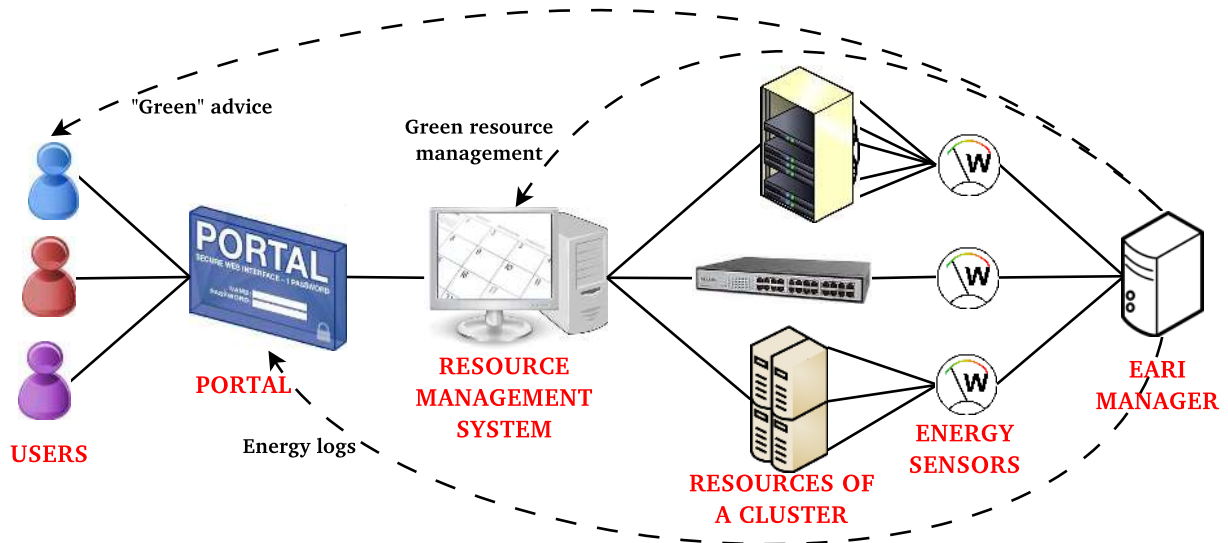 "Green" advice
Green resource
management
PORTAL
SECURE WEB INTERFACE – 1 PASSWORD
NAME:
PASSWORD:
W
W
W
PORTAL
RESOURCE
MANAGEMENT
SYSTEM
EARI
MANAGER
USERS
Energy logs
ENERGY
SENSORS
RESOURCES OF
A CLUSTER